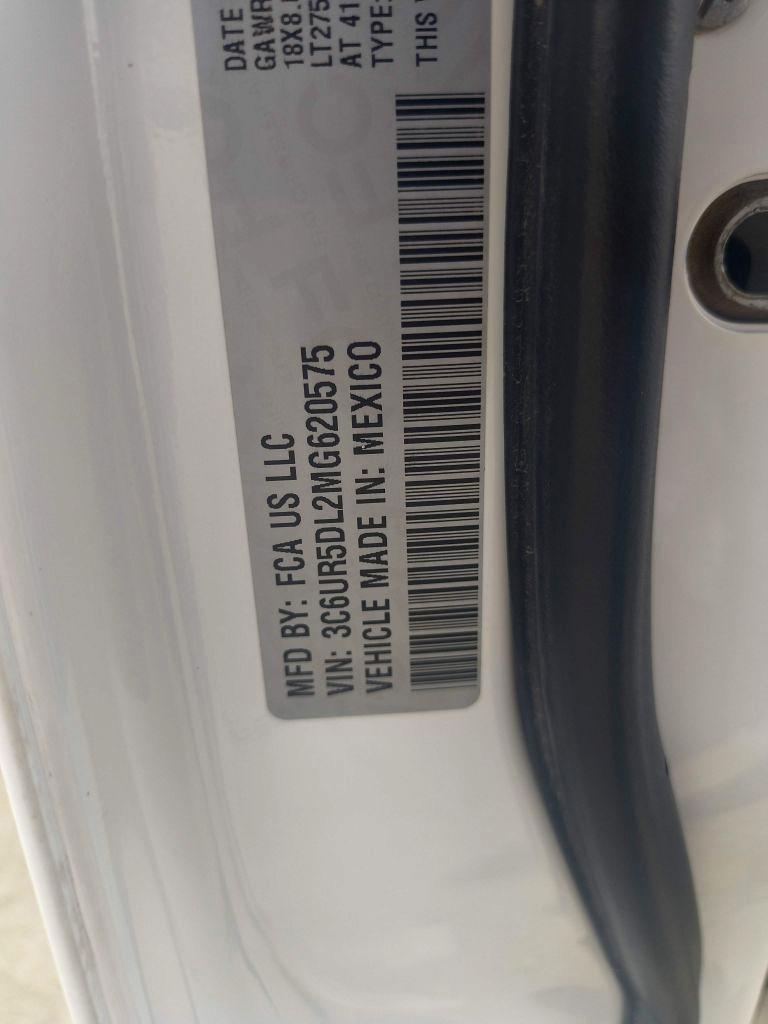 MFD BY: FCA US LLC
VIN: 3C6UR5DL2MG620575
VEHICLE MADE IN: MEXICO
DATE
GAWR
18X8.
LT275
AT 41
TYPE:
THIS